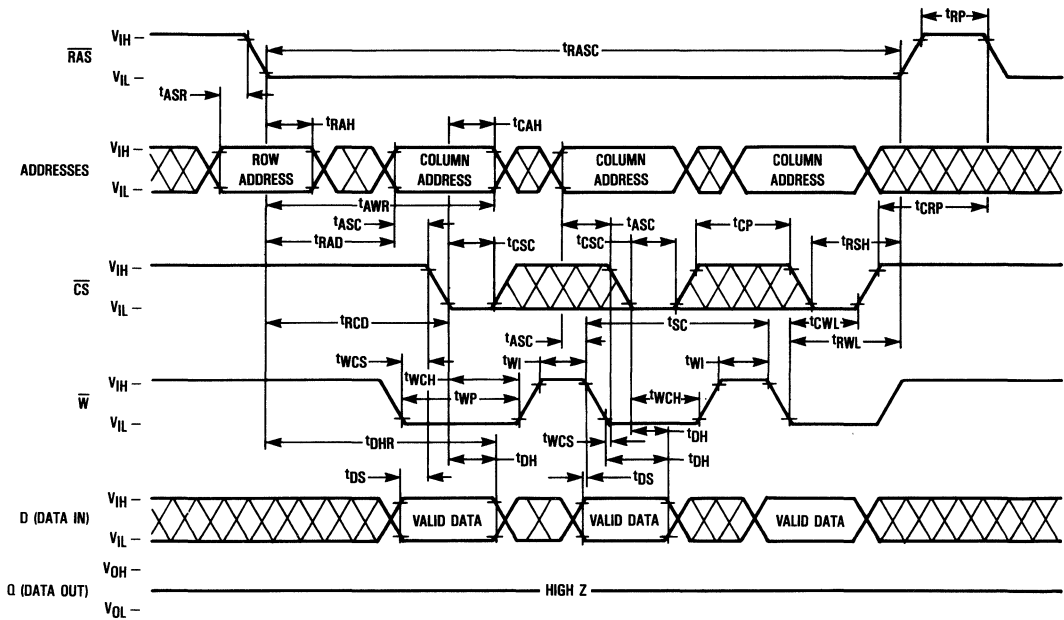 tRP
VIH
RAS
tRASC
VIL
tASR
tRAH
tCAH
ADDRESSES
VIH
VIL
ROW ADDRESS
COLUMN ADDRESS
COLUMN ADDRESS
COLUMN ADDRESS
tAWR
tCRP
tASC
tASC
tRAD
tCSC
tCSC
tCP
tRSH
CS
VIH
VIL
tRCD
tASC
tSC
tCWL
tRWL
tWCS
tWI
tWI
tWCH
W
VIH
VIL
tWP
tWCH
tDHR
tWCS
tDH
tDH
tDH
tDS
tDS
D (DATA IN)
VIH
VIL
VALID DATA
VALID DATA
VALID DATA
Q (DATA OUT)
VOH
HIGH Z
VOL